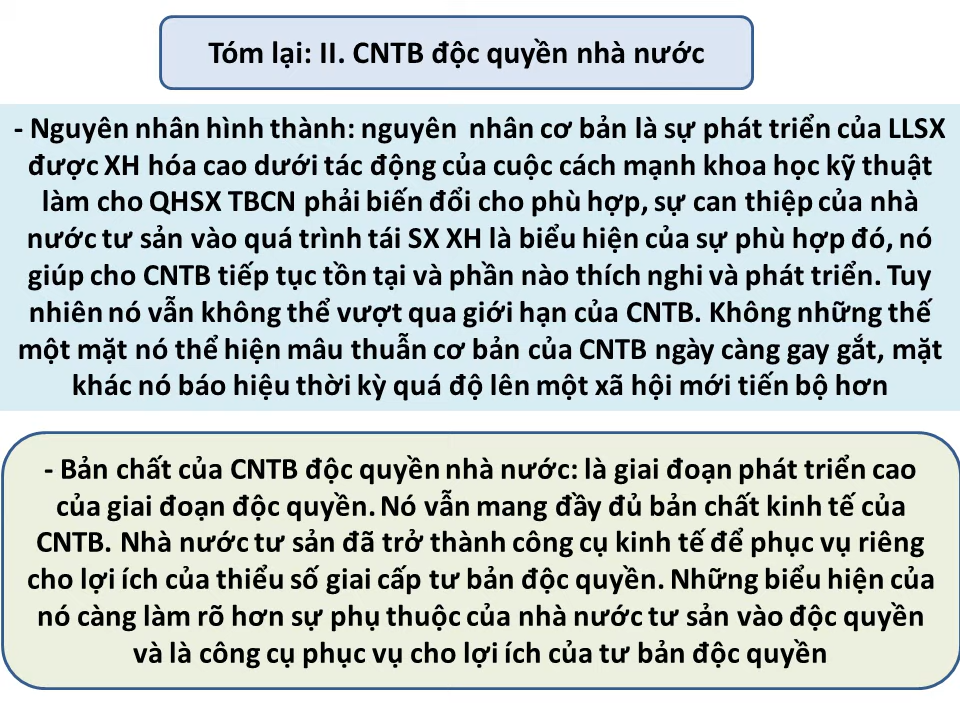 Tóm lại: II. CNTB độc quyền nhà nước
- Nguyên nhân hình thành: nguyên nhân cơ bản là sự phát triển của LLSX
được XH hóa cao dưới tác động của cuộc cách mạnh khoa học kỹ thuật
làm cho QHSX TBCN phải biến đổi cho phù hợp, sự can thiệp của nhà
nước tư sản vào quá trình tái SX XH là biểu hiện của sự phù hợp đó, nó
giúp cho CNTB tiếp tục tồn tại và phần nào thích nghi và phát triển. Tuy
nhiên nó vẫn không thể vượt qua giới hạn của CNTB. Không những thế
một mặt nó thể hiện mâu thuẫn cơ bản của CNTB ngày càng gay gắt, mặt
khác nó báo hiệu thời kỳ quá độ lên một xã hội mới tiến bộ hơn
- Bản chất của CNTB độc quyền nhà nước: là giai đoạn phát triển cao
của giai đoạn độc quyền. Nó vẫn mang đầy đủ bản chất kinh tế của
CNTB. Nhà nước tư sản đã trở thành công cụ kinh tế để phục vụ riêng
cho lợi ích của thiểu số giai cấp tư bản độc quyền. Những biểu hiện của
nó càng làm rõ hơn sự phụ thuộc của nhà nước tư sản vào độc quyền
và là công cụ phục vụ cho lợi ích của tư bản độc quyền